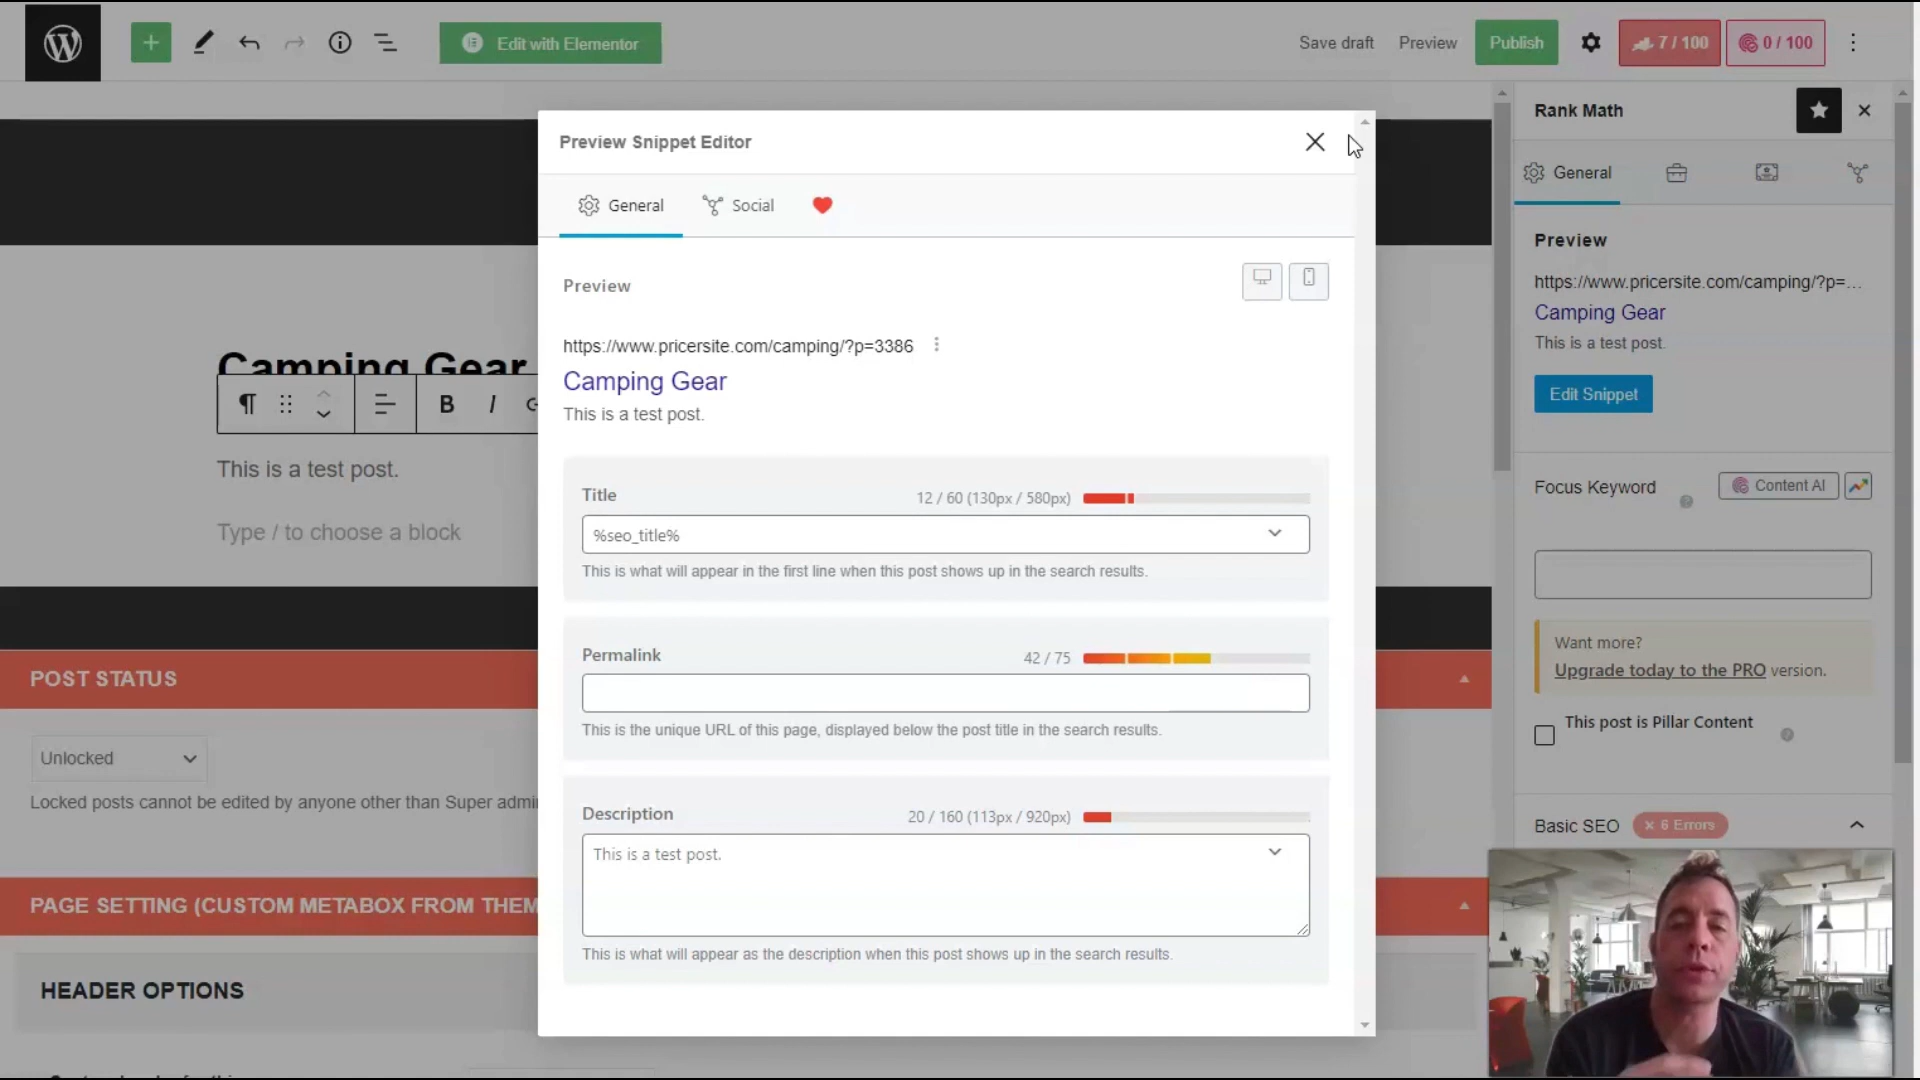 Edit with Elementor
Save draft
Preview
Publish
7 / 100
0 / 100
Rank Math
General
Preview
https://www.pricersite.com/camping/?p=...
Camping Gear
This is a test post.
Edit Snippet
Focus Keyword
Content AI
Want more?
Upgrade today to the PRO version.
This post is Pillar Content
Basic SEO
× 6 Errors
Camping Gear
B I
This is a test post.
Type / to choose a block
POST STATUS
Unlocked
Locked posts cannot be edited by anyone other than Super admi
PAGE SETTING (CUSTOM METABOX FROM THEM
HEADER OPTIONS
Preview Snippet Editor
General
Social
Preview
https://www.pricersite.com/camping/?p=3386
Camping Gear
This is a test post.
Title
12 / 60 (130px / 580px)
%seo_title%
This is what will appear in the first line when this post shows up in the search results.
Permalink
42 / 75
This is the unique URL of this page, displayed below the post title in the search results.
Description
20 / 160 (113px / 920px)
This is a test post.
This is what will appear as the description when this post shows up in the search results.